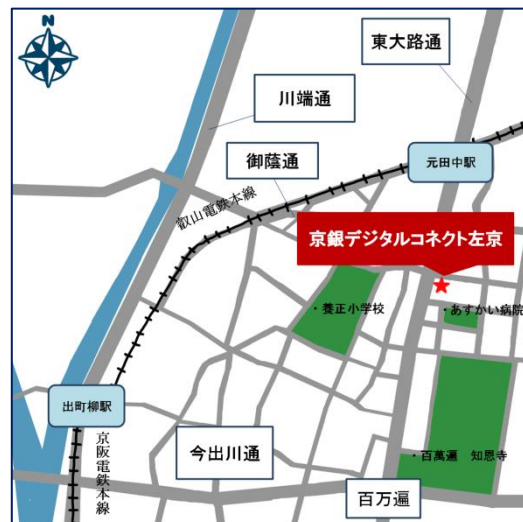 N
東大路通
川端通
御蔭通
元田中駅
叡山電鉄本線
京銀デジタルコネクト左京
・養正小学校
・あすかい病院
出町柳駅
京阪電鉄本線
今出川通
・百萬遍 知恩寺
百万遍